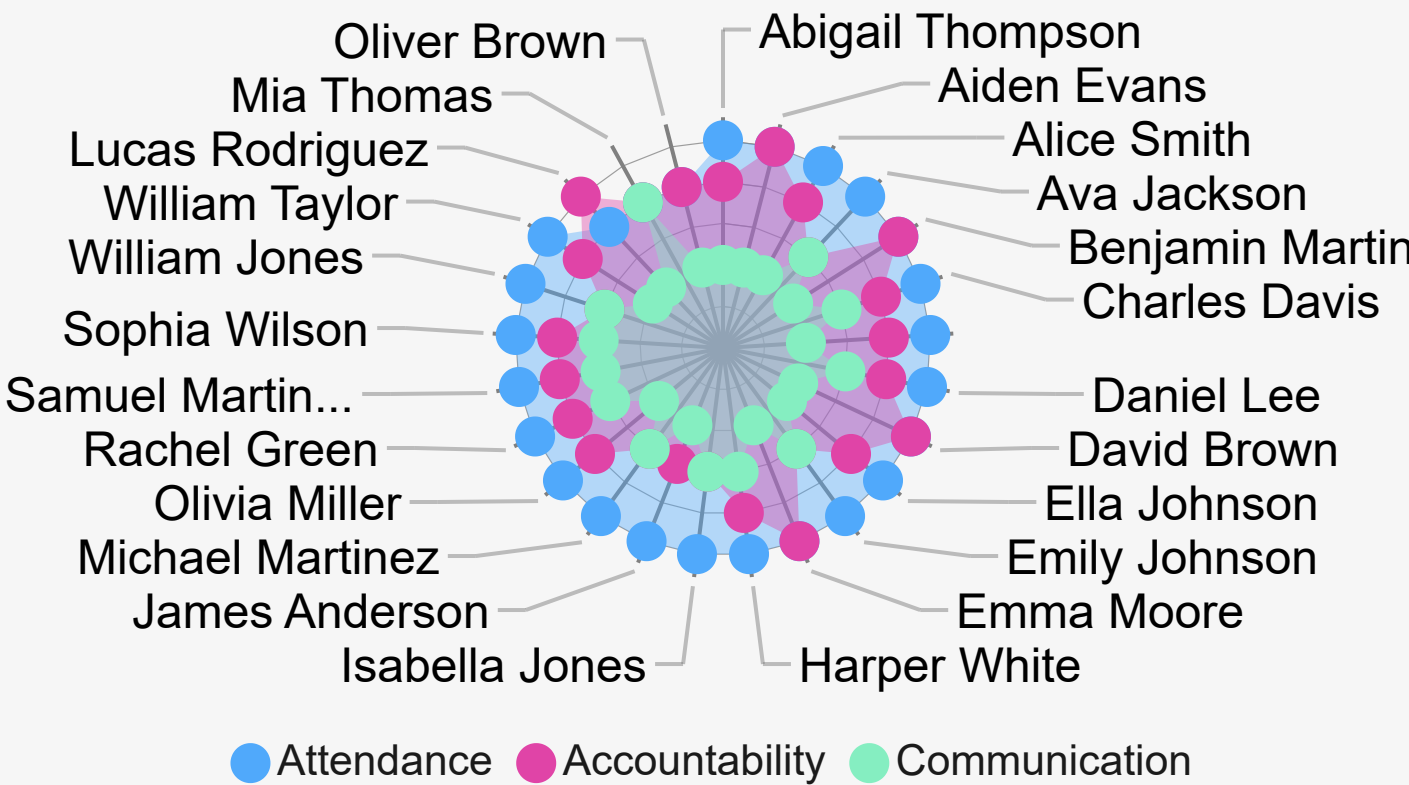 Oliver Brown
Abigail Thompson
Mia Thomas
Aiden Evans
Lucas Rodriguez
Alice Smith
William Taylor
Ava Jackson
William Jones
Benjamin Martin
Sophia Wilson
Charles Davis
Samuel Martin...
Daniel Lee
Rachel Green
David Brown
Olivia Miller
Ella Johnson
Michael Martinez
Emily Johnson
James Anderson
Emma Moore
Isabella Jones
Harper White
Attendance Accountability Communication